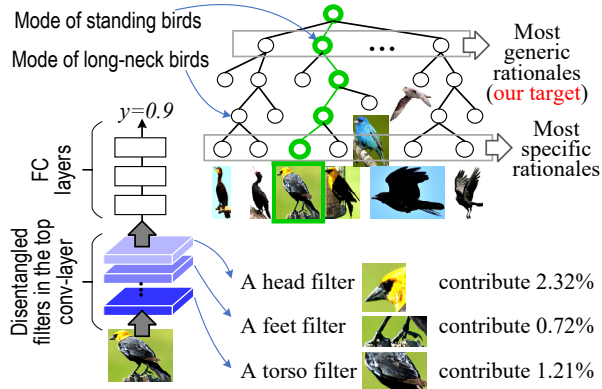 Mode of standing birds
Mode of long-neck birds
...
Most
generic
rationales
(our target)
y=0.9
Most
specific
rationales
FC
layers
Disentangled
filters in the top
conv-layer
A head filter contribute 2.32%
A feet filter contribute 0.72%
A torso filter contribute 1.21%